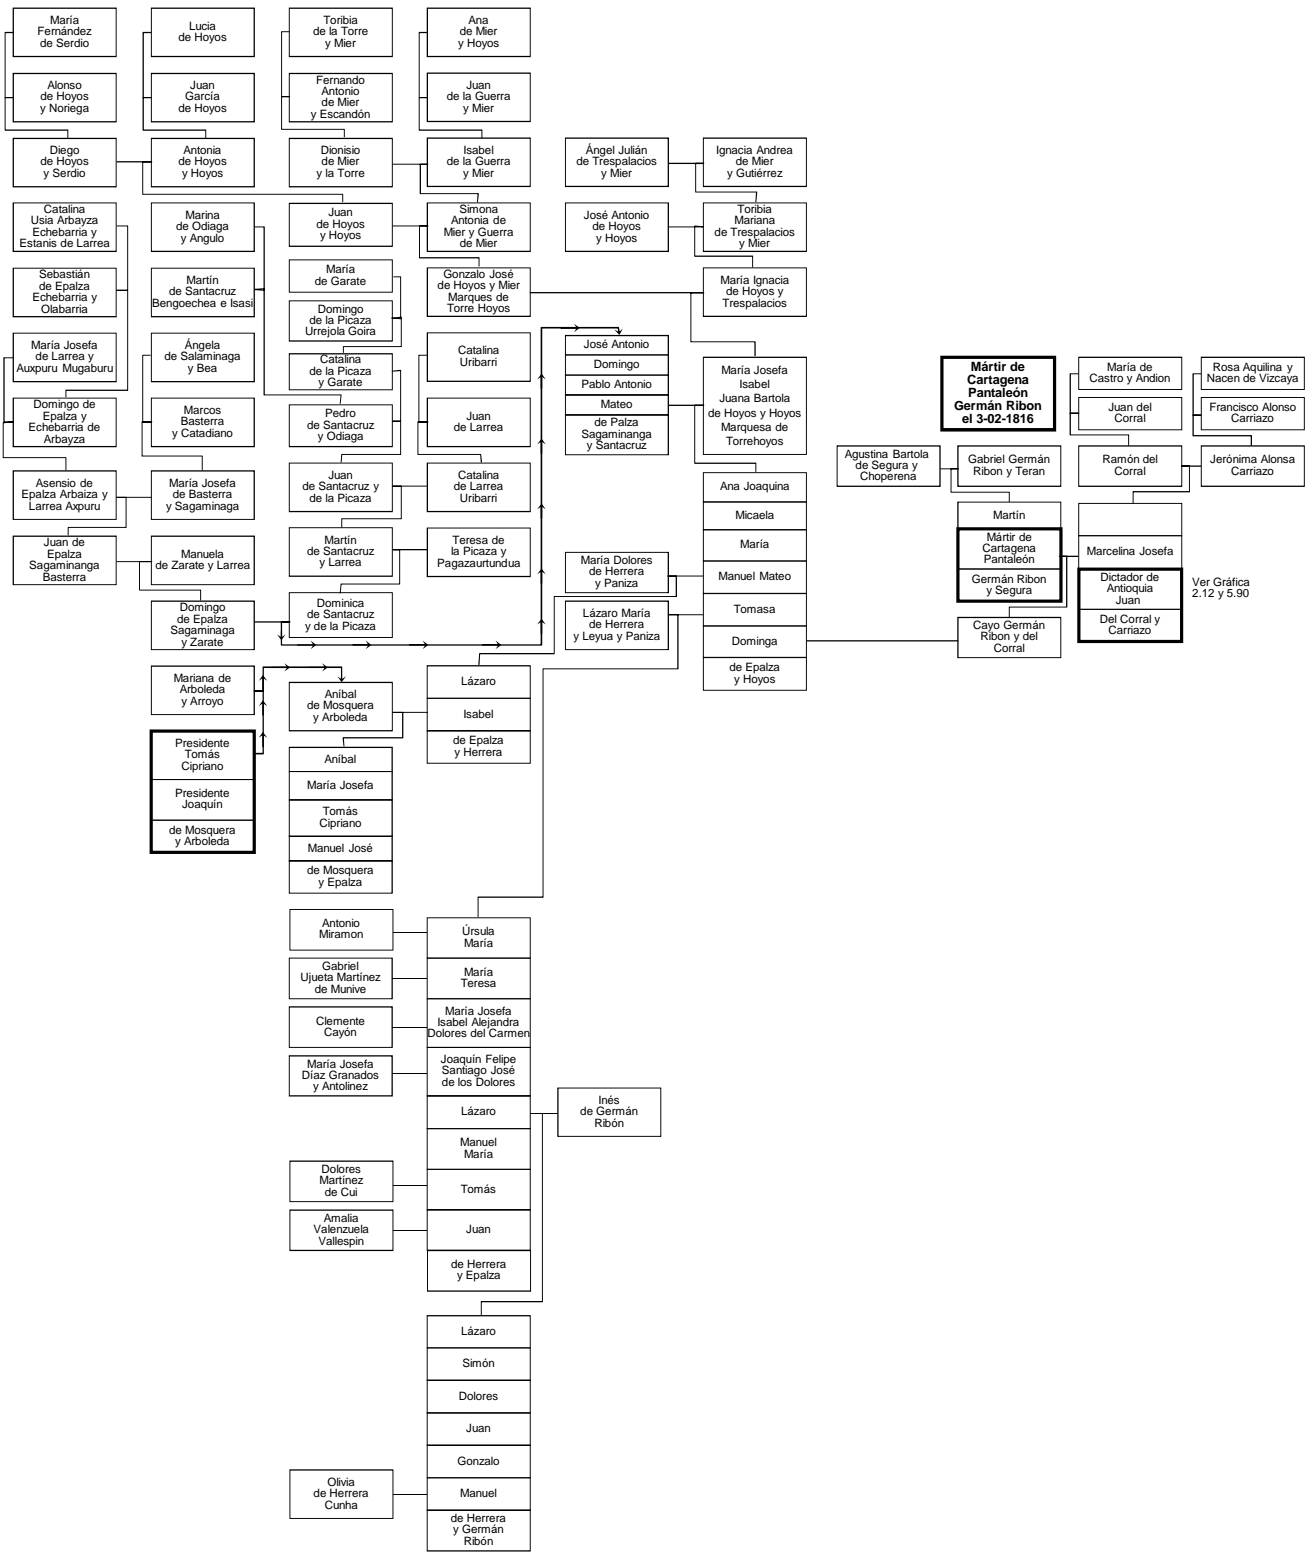 María
Fernández
de Serdio
Lucia
de Hoyos
Toribia
de la Torre
y Mier
Ana
de Mier
y Hoyos
Alonso
de Hoyos
y Noriega
Juan
García
de Hoyos
Fernando
Antonio
de Mier
y Escandón
Juan
de la Guerra
y Mier
Diego
de Hoyos
y Serdio
Antonia
de Hoyos
y Hoyos
Dionisio
de Mier
y la Torre
Isabel
de la Guerra
y Mier
Ángel Julián
de Trespalacios
y Mier
Ignacia Andrea
de Mier
y Gutiérrez
Catalina
Usia Arbayza
Echebarria y
Estanis de Larrea
Marina
de Odiaga
y Angulo
Juan
de Hoyos
y Hoyos
Simona
Antonia de
Mier y Guerra
de Mier
José Antonio
de Hoyos
y Hoyos
Toribia
Mariana
de Trespalacios
y Mier
Sebastián
de Epalza
Echebarria y
Olabarria
Martín
de Santacruz
Bengoechea e Isasi
María
de Garate
Gonzalo José
de Hoyos y Mier
Marques de
Torre Hoyos
María Ignacia
de Hoyos y
Trespalacios
Domingo
de la Picaza
Urrejola Goira
María Josefa
de Larrea y
Auxpuru Mugaburu
Ángela
de Salaminaga
y Bea
Catalina
de la Picaza
y Garate
Catalina
Uribarri
José Antonio
Domingo
Pablo Antonio
Mateo
de Palza
Sagaminanga
y Santacruz
María Josefa
Isabel
Juana Bartola
de Hoyos y Hoyos
Marquesa de
Torrehoyos
Mártir de
Cartagena
Pantaleón
Germán Ribon
el 3-02-1816
María de
Castro y Andion
Rosa Aquilina y
Nacen de Vizcaya
Domingo de
Epalza y
Echebarria de
Arbayza
Marcos
Basterra
y Catadiano
Pedro
de Santacruz
y Odiaga
Juan
de Larrea
Juan del
Corral
Francisco Alonso
Carriazo
Asensio de
Epalza Arbaiza y
Larrea Axpuru
María Josefa
de Basterra
y Sagaminaga
Juan
de Santacruz y
de la Picaza
Catalina
de Larrea
Uribarri
Agustina Bartola
de Segura y
Choperena
Gabriel Germán
Ribon y Teran
Ramón del
Corral
Jerónima Alonsa
Carriazo
Juan de
Epalza
Sagaminanga
Basterra
Manuela
de Zarate y Larrea
Martín
de Santacruz
y Larrea
Teresa de
la Picaza y
Pagazaurtundua
María Dolores
de Herrera
y Paniza
Ana Joaquina
Micaela
María
Manuel Mateo
Tomasa
Dominga
de Epalza
y Hoyos
Martín
Mártir de
Cartagena
Pantaleón
Germán Ribon
y Segura
Marcelina Josefa
Dictador de
Antioquia
Juan
Del Corral y
Carriazo
Ver Gráfica
2.12 y 5.90
Domingo
de Epalza
Sagaminaga
y Zarate
Dominica
de Santacruz
y de la Picaza
Lázaro María
de Herrera
y Leyua y Paniza
Cayo Germán
Ribon y del
Corral
Mariana de
Arboleda
y Arroyo
Aníbal
de Mosquera
y Arboleda
Lázaro
Isabel
de Epalza
y Herrera
Presidente
Tomás
Cipriano
Presidente
Joaquín
de Mosquera
y Arboleda
Aníbal
María Josefa
Tomás
Cipriano
Manuel José
de Mosquera
y Epalza
Antonio
Miramon
Úrsula
María
Gabriel
Ujueta Martínez
de Munive
María
Teresa
Clemente
Cayón
María Josefa
Isabel Alejandra
Dolores del Carmen
María Josefa
Díaz Granados
y Antolinez
Joaquín Felipe
Santiago José
de los Dolores
Lázaro
Inés
de Germán
Ribón
Manuel
María
Dolores
Martínez
de Cui
Tomás
Amalia
Valenzuela
Vallespin
Juan
de Herrera
y Epalza
Lázaro
Simón
Dolores
Juan
Gonzalo
Olivia
de Herrera
Cunha
Manuel
de Herrera
y Germán
Ribón